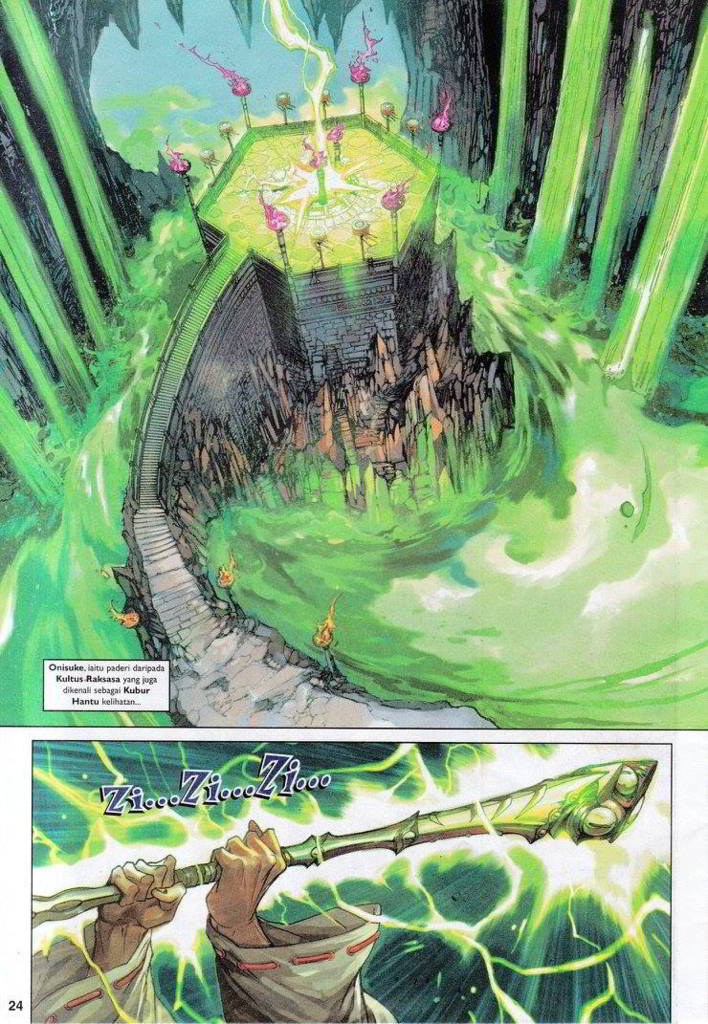 Onisuke, iaitu paderi daripada
Kultus Raksasa yang juga
dikenali sebagai Kubur
Hantu kelihatan...
Zi...Zi...Zi...
24